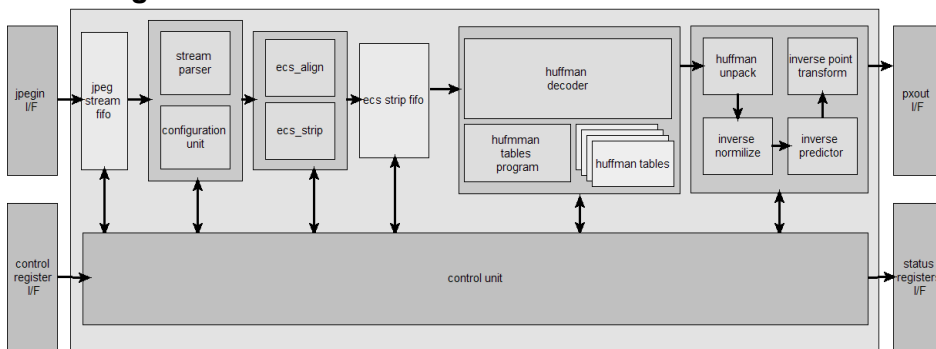 jpegin
I/F
jpeg
stream
fifo
stream
parser
configuration
unit
ecs_align
ecs_strip
ecs strip fifo
huffman
decoder
hufmman
tables
program
huffman tables
huffman
unpack
inverse point
transform
inverse
normilize
inverse
predictor
pxout
I/F
control
register
I/F
control unit
status
registers
I/F